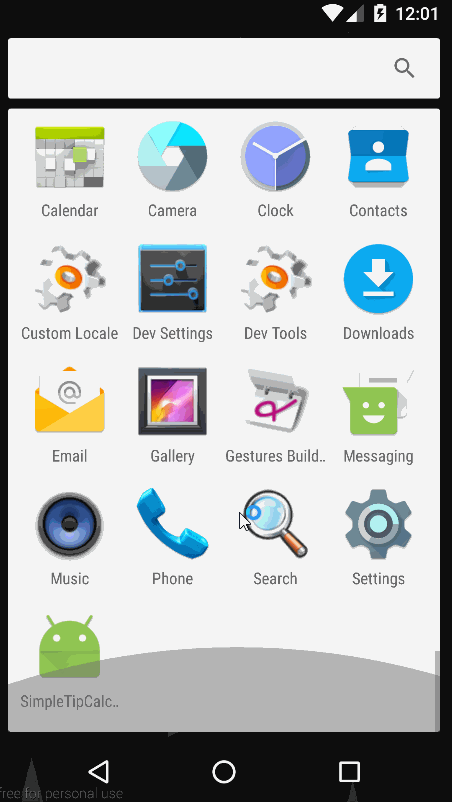 12:01
Calendar Camera Clock Contacts
Custom Locale Dev Settings Dev Tools Downloads
Email Gallery Gestures Build.. Messaging
Music Phone Search Settings
SimpleTipCalc..
free for personal use